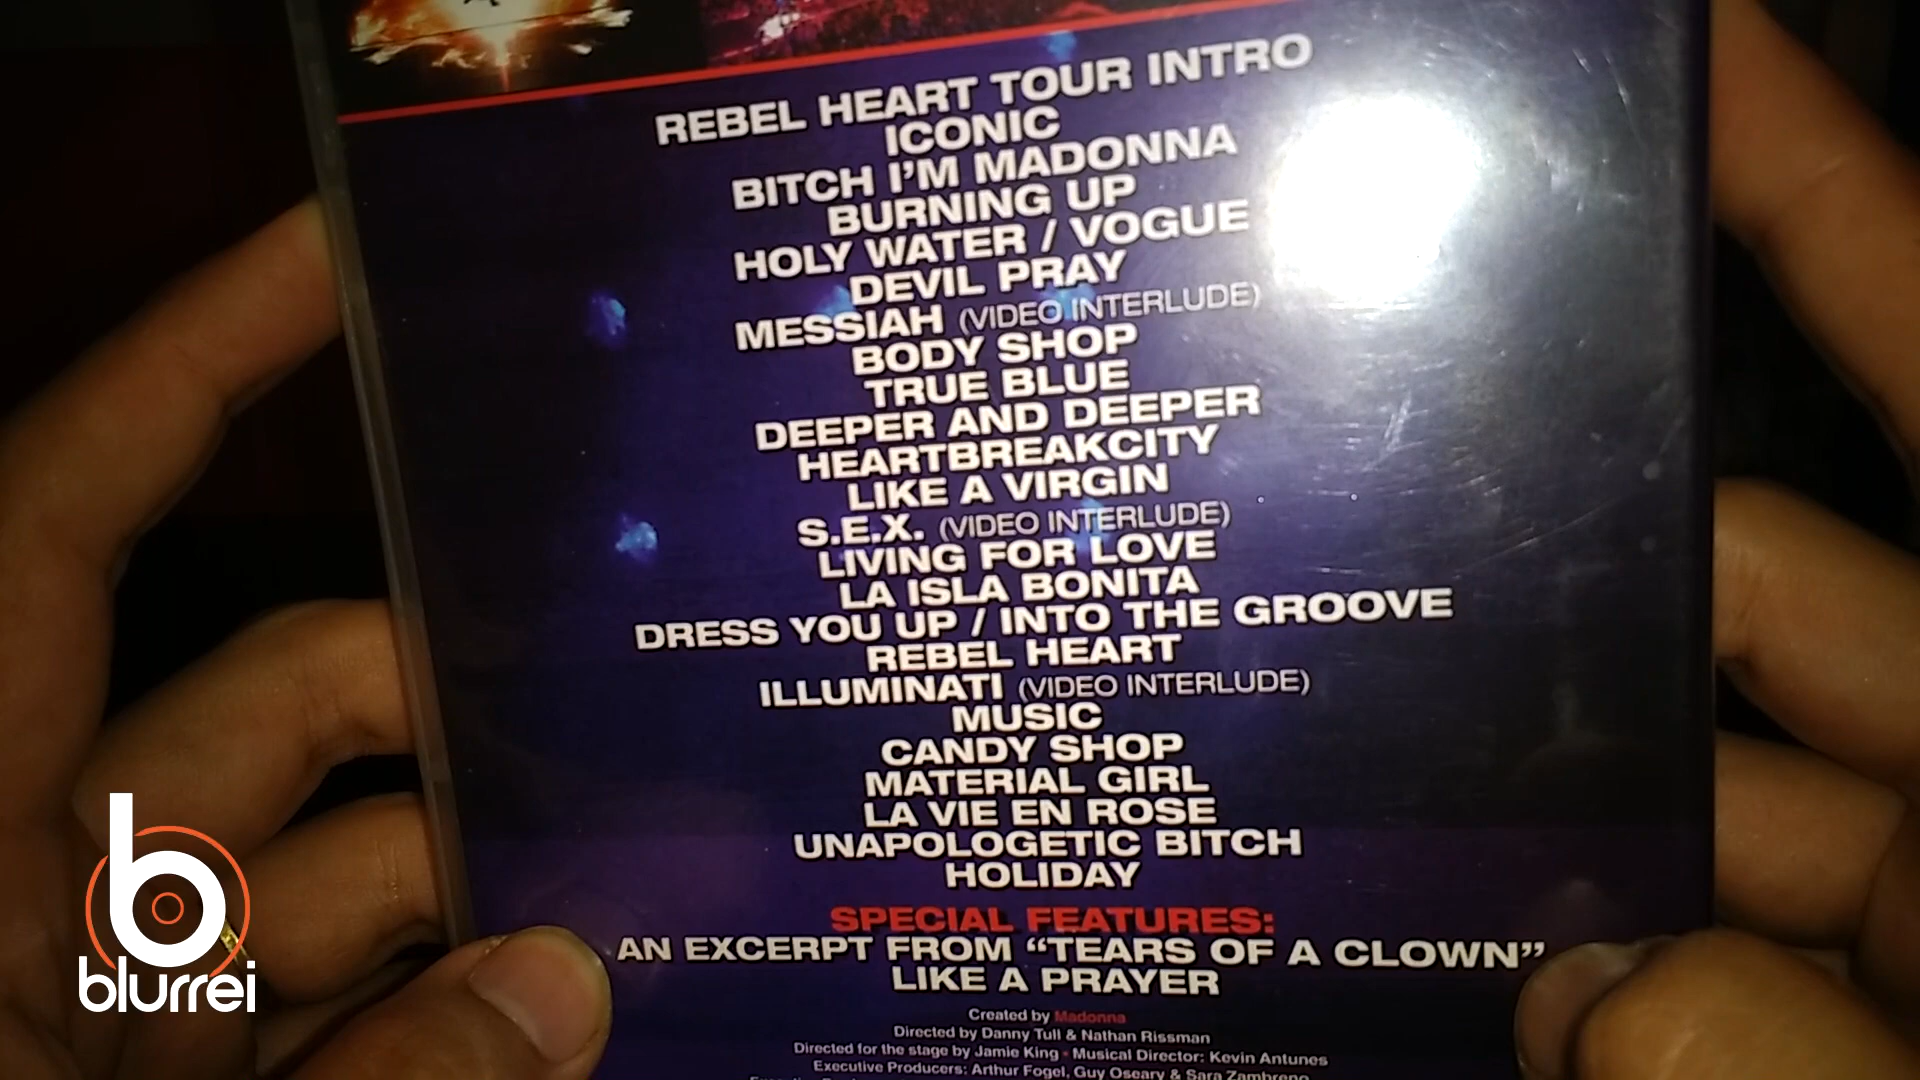 REBEL HEART TOUR INTRO
ICONIC
BITCH I'M MADONNA
BURNING UP
HOLY WATER / VOGUE
DEVIL PRAY
MESSIAH (VIDEO INTERLUDE)
BODY SHOP
TRUE BLUE
DEEPER AND DEEPER
HEARTBREAKCITY
LIKE A VIRGIN
S.E.X. (VIDEO INTERLUDE)
LIVING FOR LOVE
LA ISLA BONITA
DRESS YOU UP / INTO THE GROOVE
REBEL HEART
ILLUMINATI (VIDEO INTERLUDE)
MUSIC
CANDY SHOP
MATERIAL GIRL
LA VIE EN ROSE
UNAPOLOGETIC BITCH
HOLIDAY
SPECIAL FEATURES:
AN EXCERPT FROM “TEARS OF A CLOWN”
LIKE A PRAYER
Created by Madonna
Directed by Danny Tull & Nathan Rissman
Directed for the stage by Jamie King • Musical Director: Kevin Antunes
Executive Producers: Arthur Fogel, Guy Oseary & Sara Zambreno
b
blurrei